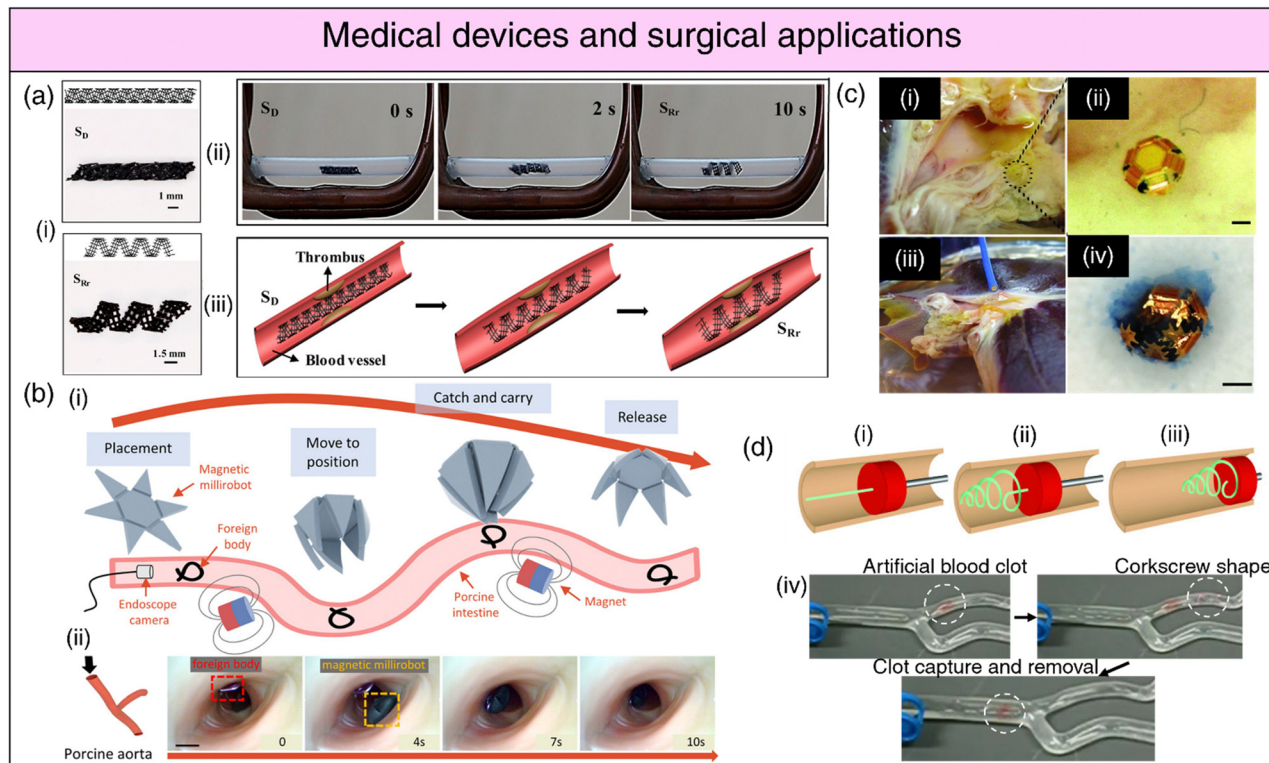 Medical devices and surgical applications
(a)
S_D
1 mm
(i)
S_Rr
1.5 mm
(ii)
S_D
0 s
2 s
S_Rr
10 s
(iii)
Thrombus
S_D
Blood vessel
S_Rr
(c)
(i)
(ii)
(iii)
(iv)
(b)
(i)
Placement
Magnetic
millirobot
Foreign
body
Endoscope
camera
Move to
position
Catch and carry
Release
Porcine
intestine
Magnet
(ii)
Porcine aorta
foreign body
0
magnetic millirobot
4s
7s
10s
(d)
(i)
(ii)
(iii)
(iv)
Artificial blood clot
Corkscrew shape
Clot capture and removal